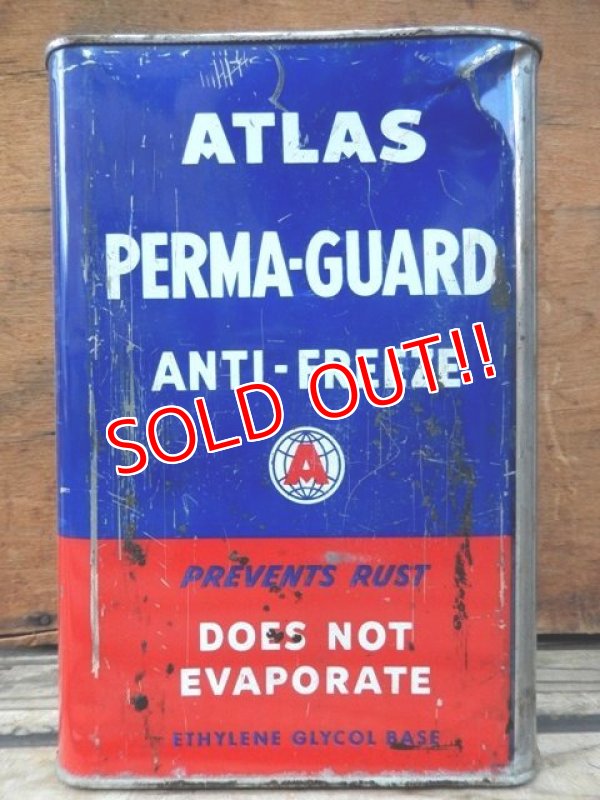 ATLAS
PERMA-GUARD
ANTI-FREEZE
SOLD OUT!!
A
PREVENTS RUST
DOES NOT
EVAPORATE
ETHYLENE GLYCOL BASE